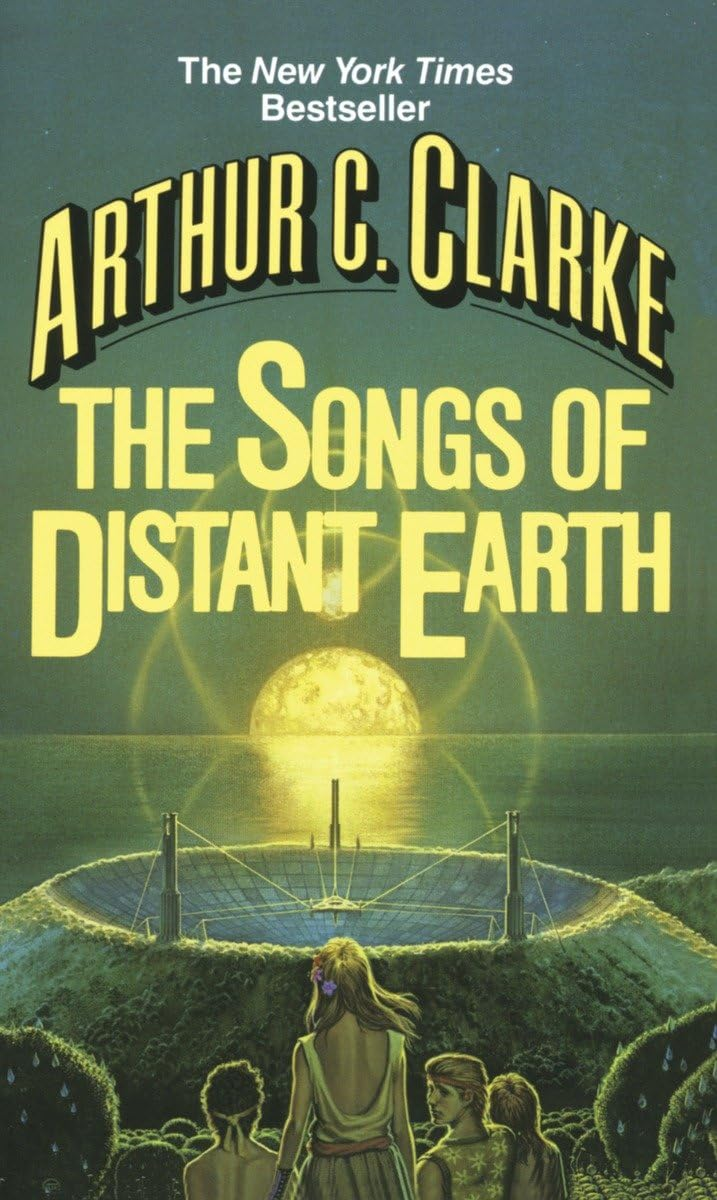 The New York Times
Bestseller
ARTHUR C. CLARKE
THE SONGS OF
DISTANT EARTH